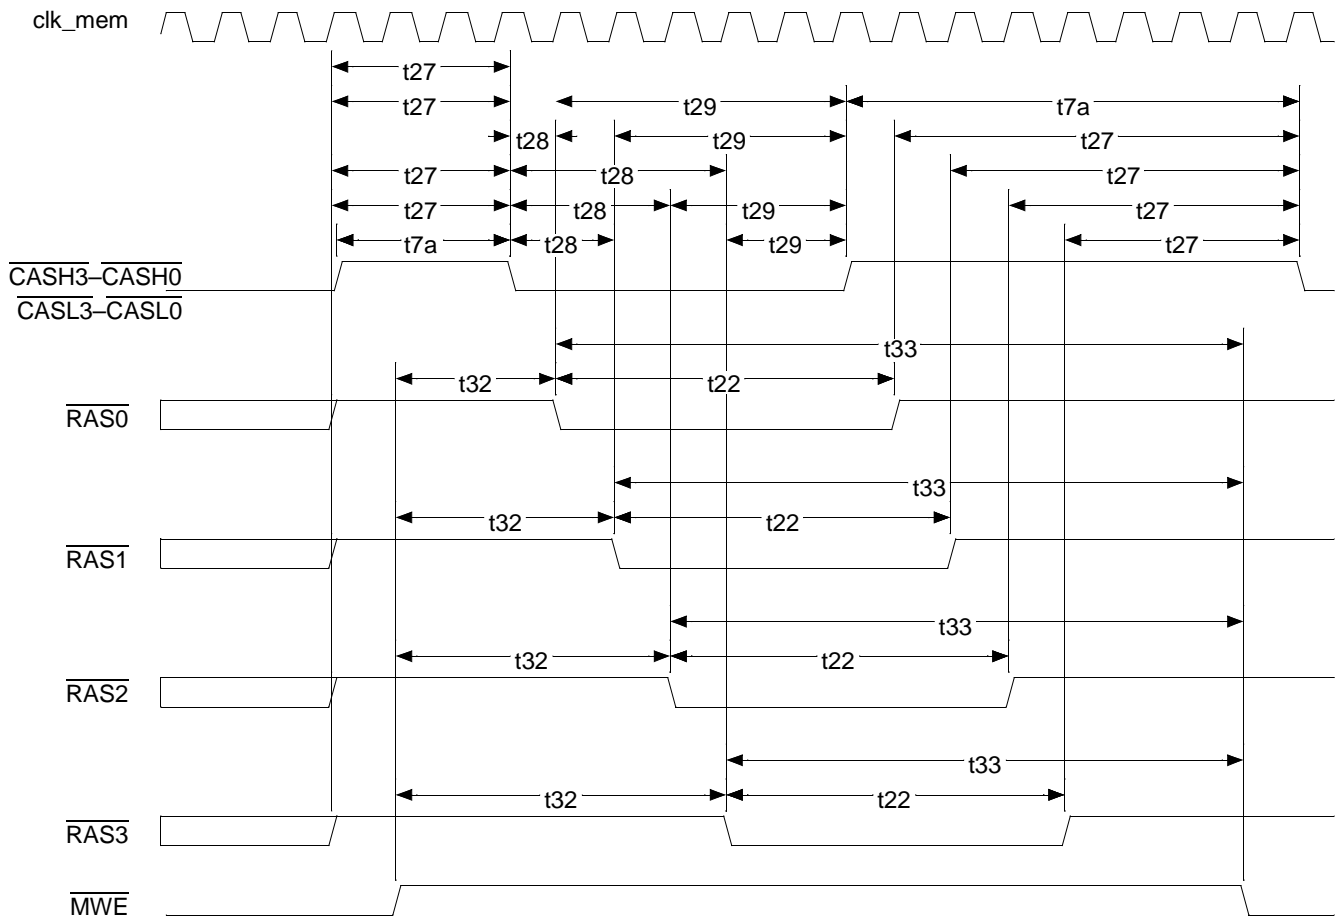 clk_mem
t27
t27 t29 t7a
t28 t29 t27
t27 t28 t27
t27 t28 t29 t27
t7a t28 t29 t27
CASH3–CASH0
CASL3–CASL0
t33
t32 t22
RAS0
t33
t32 t22
RAS1
t33
t32 t22
RAS2
t33
t32 t22
RAS3
MWE